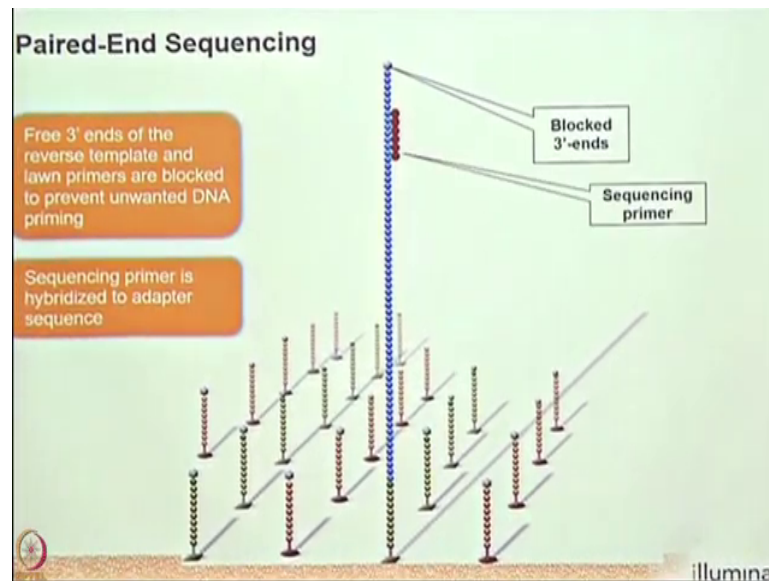 Paired-End Sequencing
Free 3' ends of the
reverse template and
lawn primers are blocked
to prevent unwanted DNA
priming
Sequencing primer is
hybridized to adapter
sequence
Blocked
3'-ends
Sequencing
primer